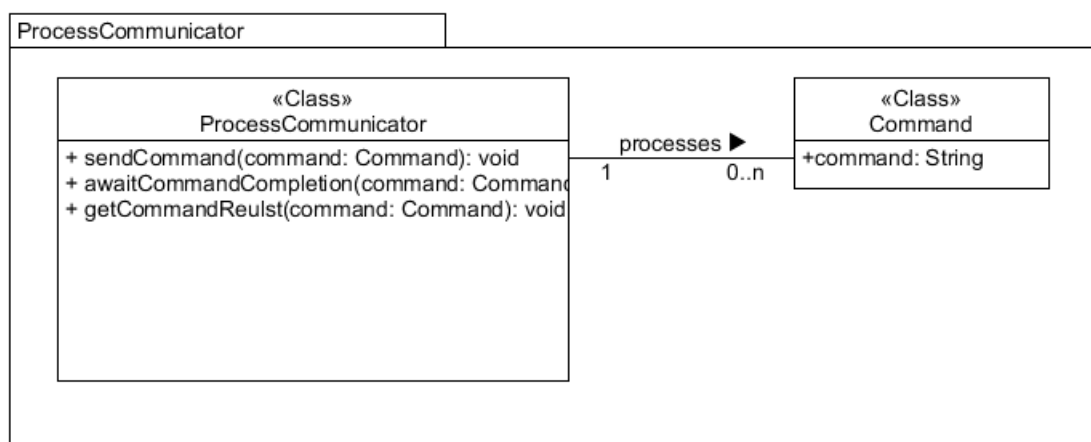 ProcessCommunicator
«Class»
ProcessCommunicator
+ sendCommand(command: Command): void
+ awaitCommandCompletion(command: Command
+ getCommandReulst(command: Command): void
processes ▶
1
0..n
«Class»
Command
+command: String